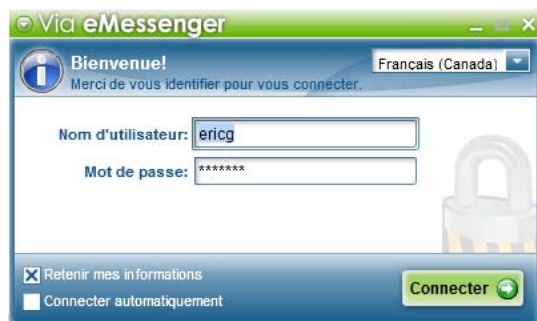 Via eMessenger
Bienvenue!
Français (Canada)
Merci de vous identifier pour vous connecter.
Nom d'utilisateur: ericg
Mot de passe: *******
Retenir mes informations
Connecter automatiquement
Connecter